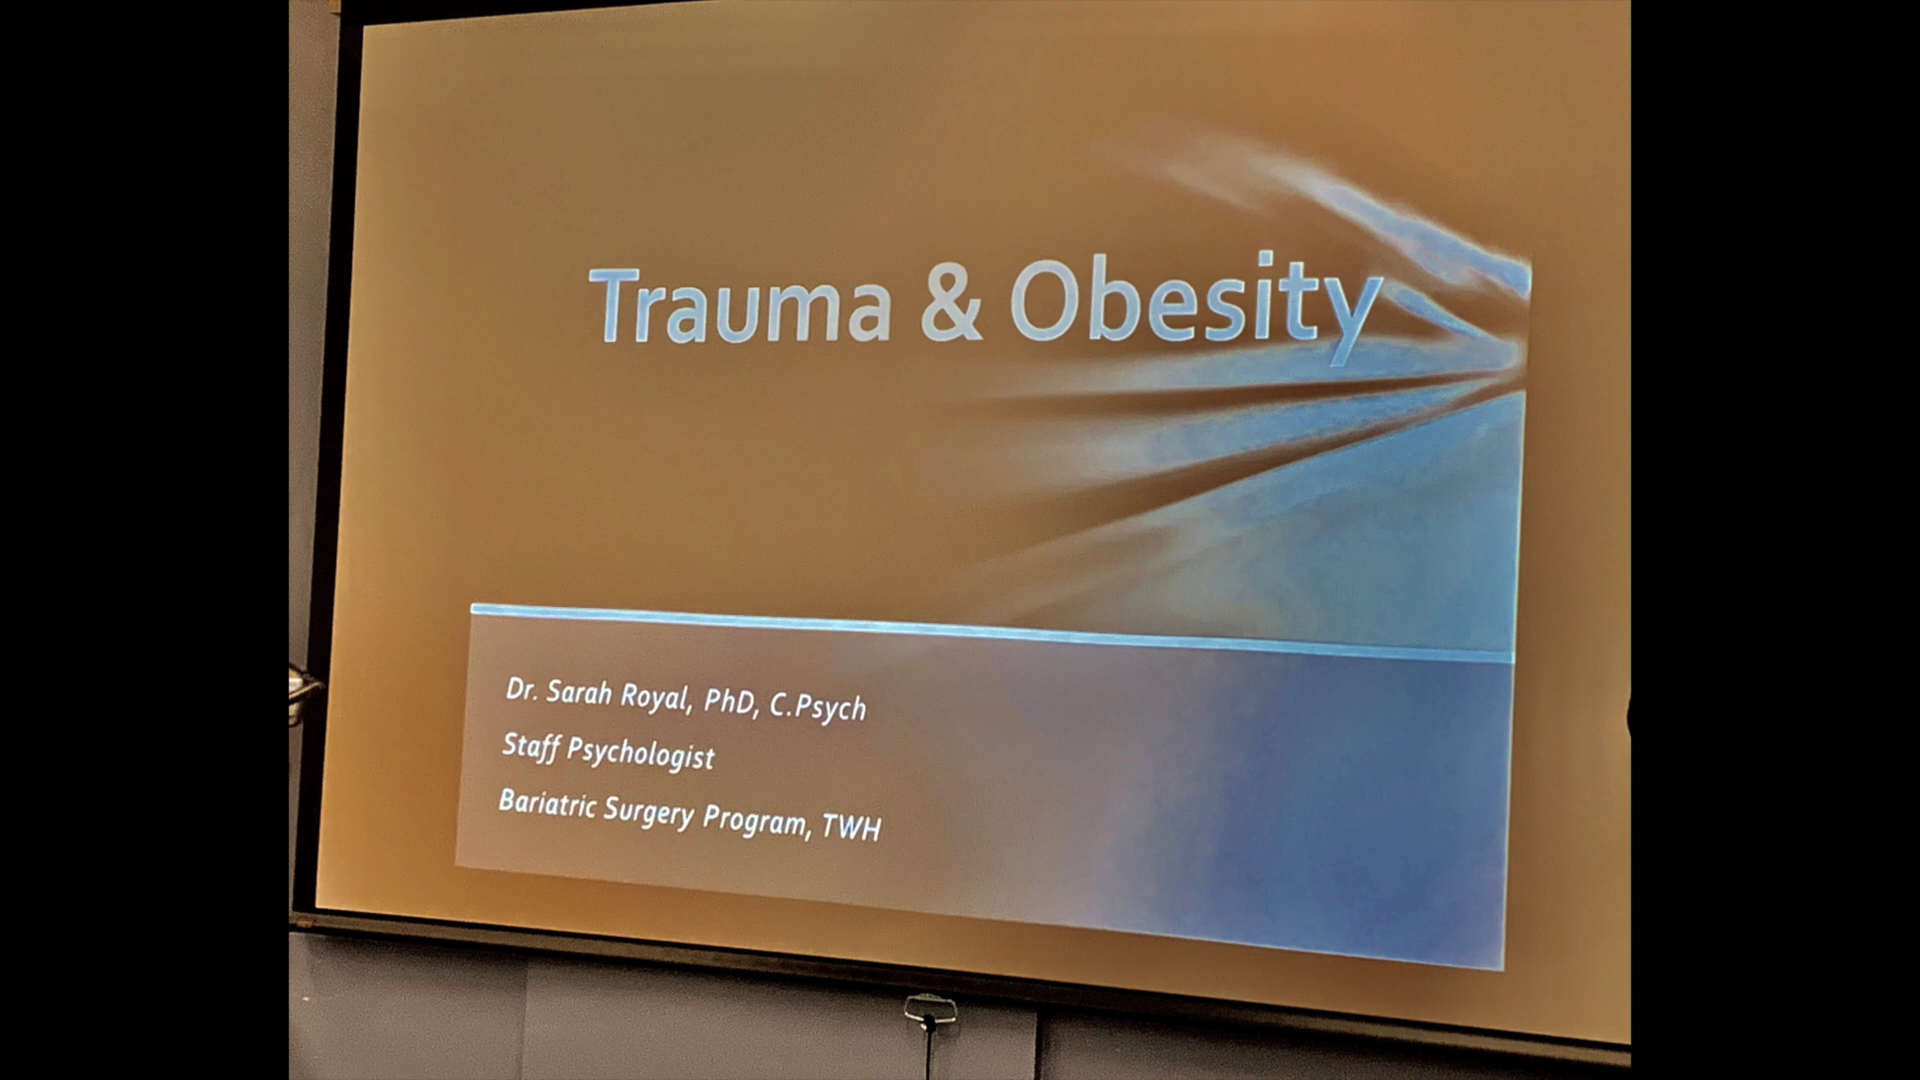 Trauma & Obesity
Dr. Sarah Royal, PhD, C.Psych
Staff Psychologist
Bariatric Surgery Program, TWH